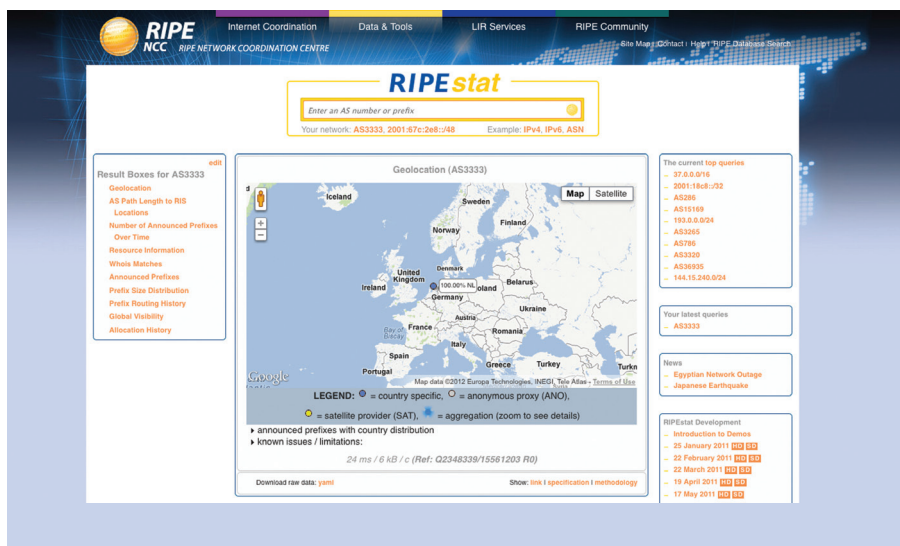 RIPE
NCC RIPE NETWORK COORDINATION CENTRE
Internet Coordination Data & Tools LIR Services RIPE Community
Site Map | Contact | Help | RIPE Database Search
RIPEstat
Enter an AS number or prefix
Your network: AS3333, 2001:67c:2e8::/48 Example: IPv4, IPv6, ASN
edit
Result Boxes for AS3333
Geolocation
AS Path Length to RIS
Locations
Number of Announced Prefixes
Over Time
Resource Information
Whois Matches
Announced Prefixes
Prefix Size Distribution
Prefix Routing History
Global Visibility
Allocation History
Geolocation (AS3333)
Map Satellite
+
−
Iceland
Sweden
Finland
Norway
Denmark
United
Kingdom
100.00% NL
oland
Belarus
Ireland
Germany
Ukraine
Austria
France
Bay of
Biscay
Romania
Italy
Spain
Portugal
Greece
Turkey
Turkn
Google
Map data ©2012 Europa Technologies, INEGI, Tele Atlas - Terms of Use
LEGEND: = country specific, = anonymous proxy (ANO),
= satellite provider (SAT), = aggregation (zoom to see details)
announced prefixes with country distribution
known issues / limitations:
24 ms / 6 kB / c (Ref: Q2348339/15561203 R0)
Download raw data: yaml Show: link | specification | methodology
The current top queries
37.0.0.0/16
2001:18c8::/32
AS286
AS15169
193.0.0.0/24
AS3265
AS786
AS3320
AS36935
144.15.240.0/24
Your latest queries
AS3333
News
Egyptian Network Outage
Japanese Earthquake
RIPEstat Development
Introduction to Demos
25 January 2011 HD SD
22 February 2011 HD SD
22 March 2011 HD SD
19 April 2011 HD SD
17 May 2011 HD SD